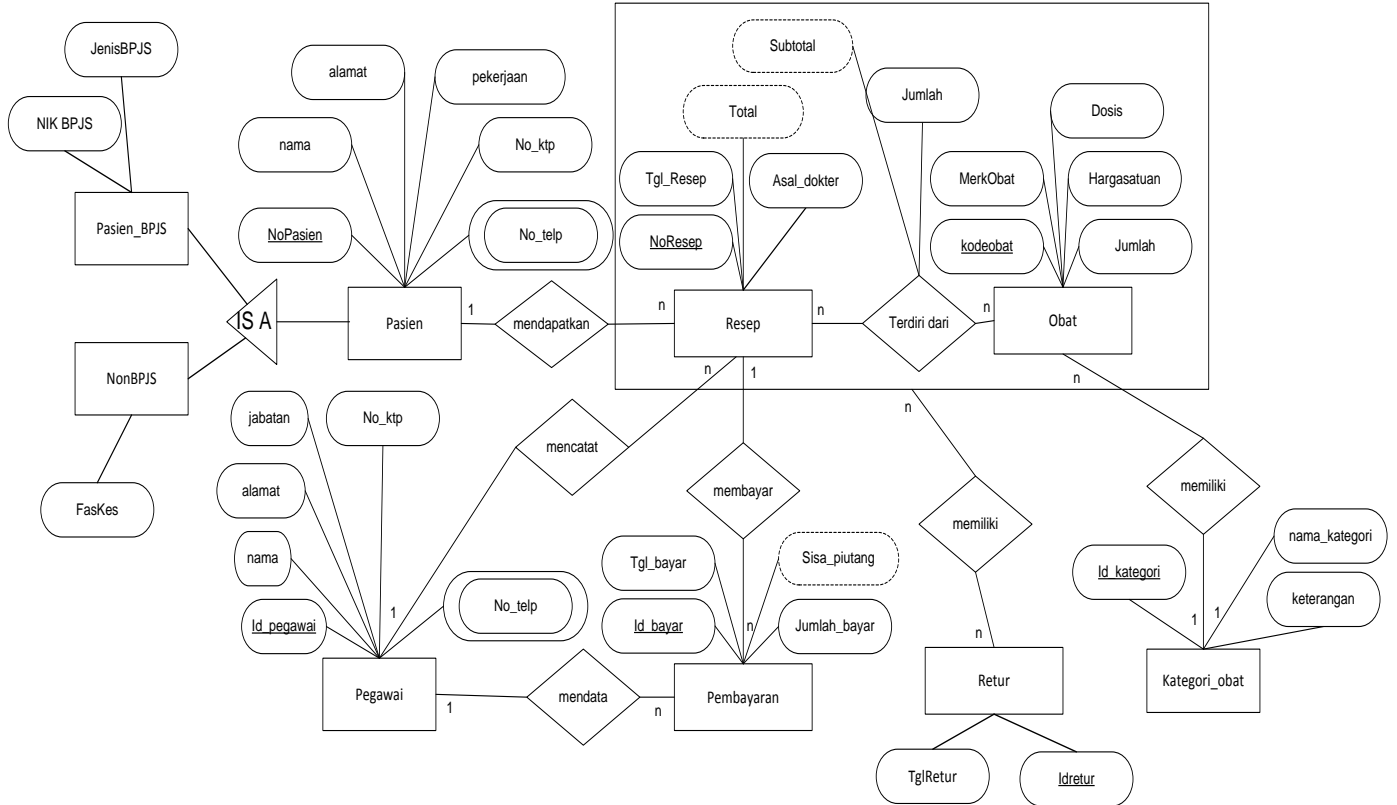 JenisBPJS
NIK BPJS
Pasien_BPJS
IS A
NonBPJS
FasKes
alamat
pekerjaan
nama
No_ktp
NoPasien
No_telp
Pasien
1
mendapatkan
n
Subtotal
Total
Jumlah
Tgl_Resep
Asal_dokter
NoResep
Resep
n
Terdiri dari
n
Dosis
MerkObat
Hargasatuan
kodeobat
Jumlah
Obat
n
1
n
n
jabatan
No_ktp
mencatat
alamat
nama
Id_pegawai
No_telp
1
Pegawai
1
mendata
n
membayar
Tgl_bayar
Sisa_piutang
Id_bayar
n
Jumlah_bayar
Pembayaran
memiliki
n
Retur
TglRetur
Idretur
memiliki
nama_kategori
Id_kategori
keterangan
1
1
Kategori_obat